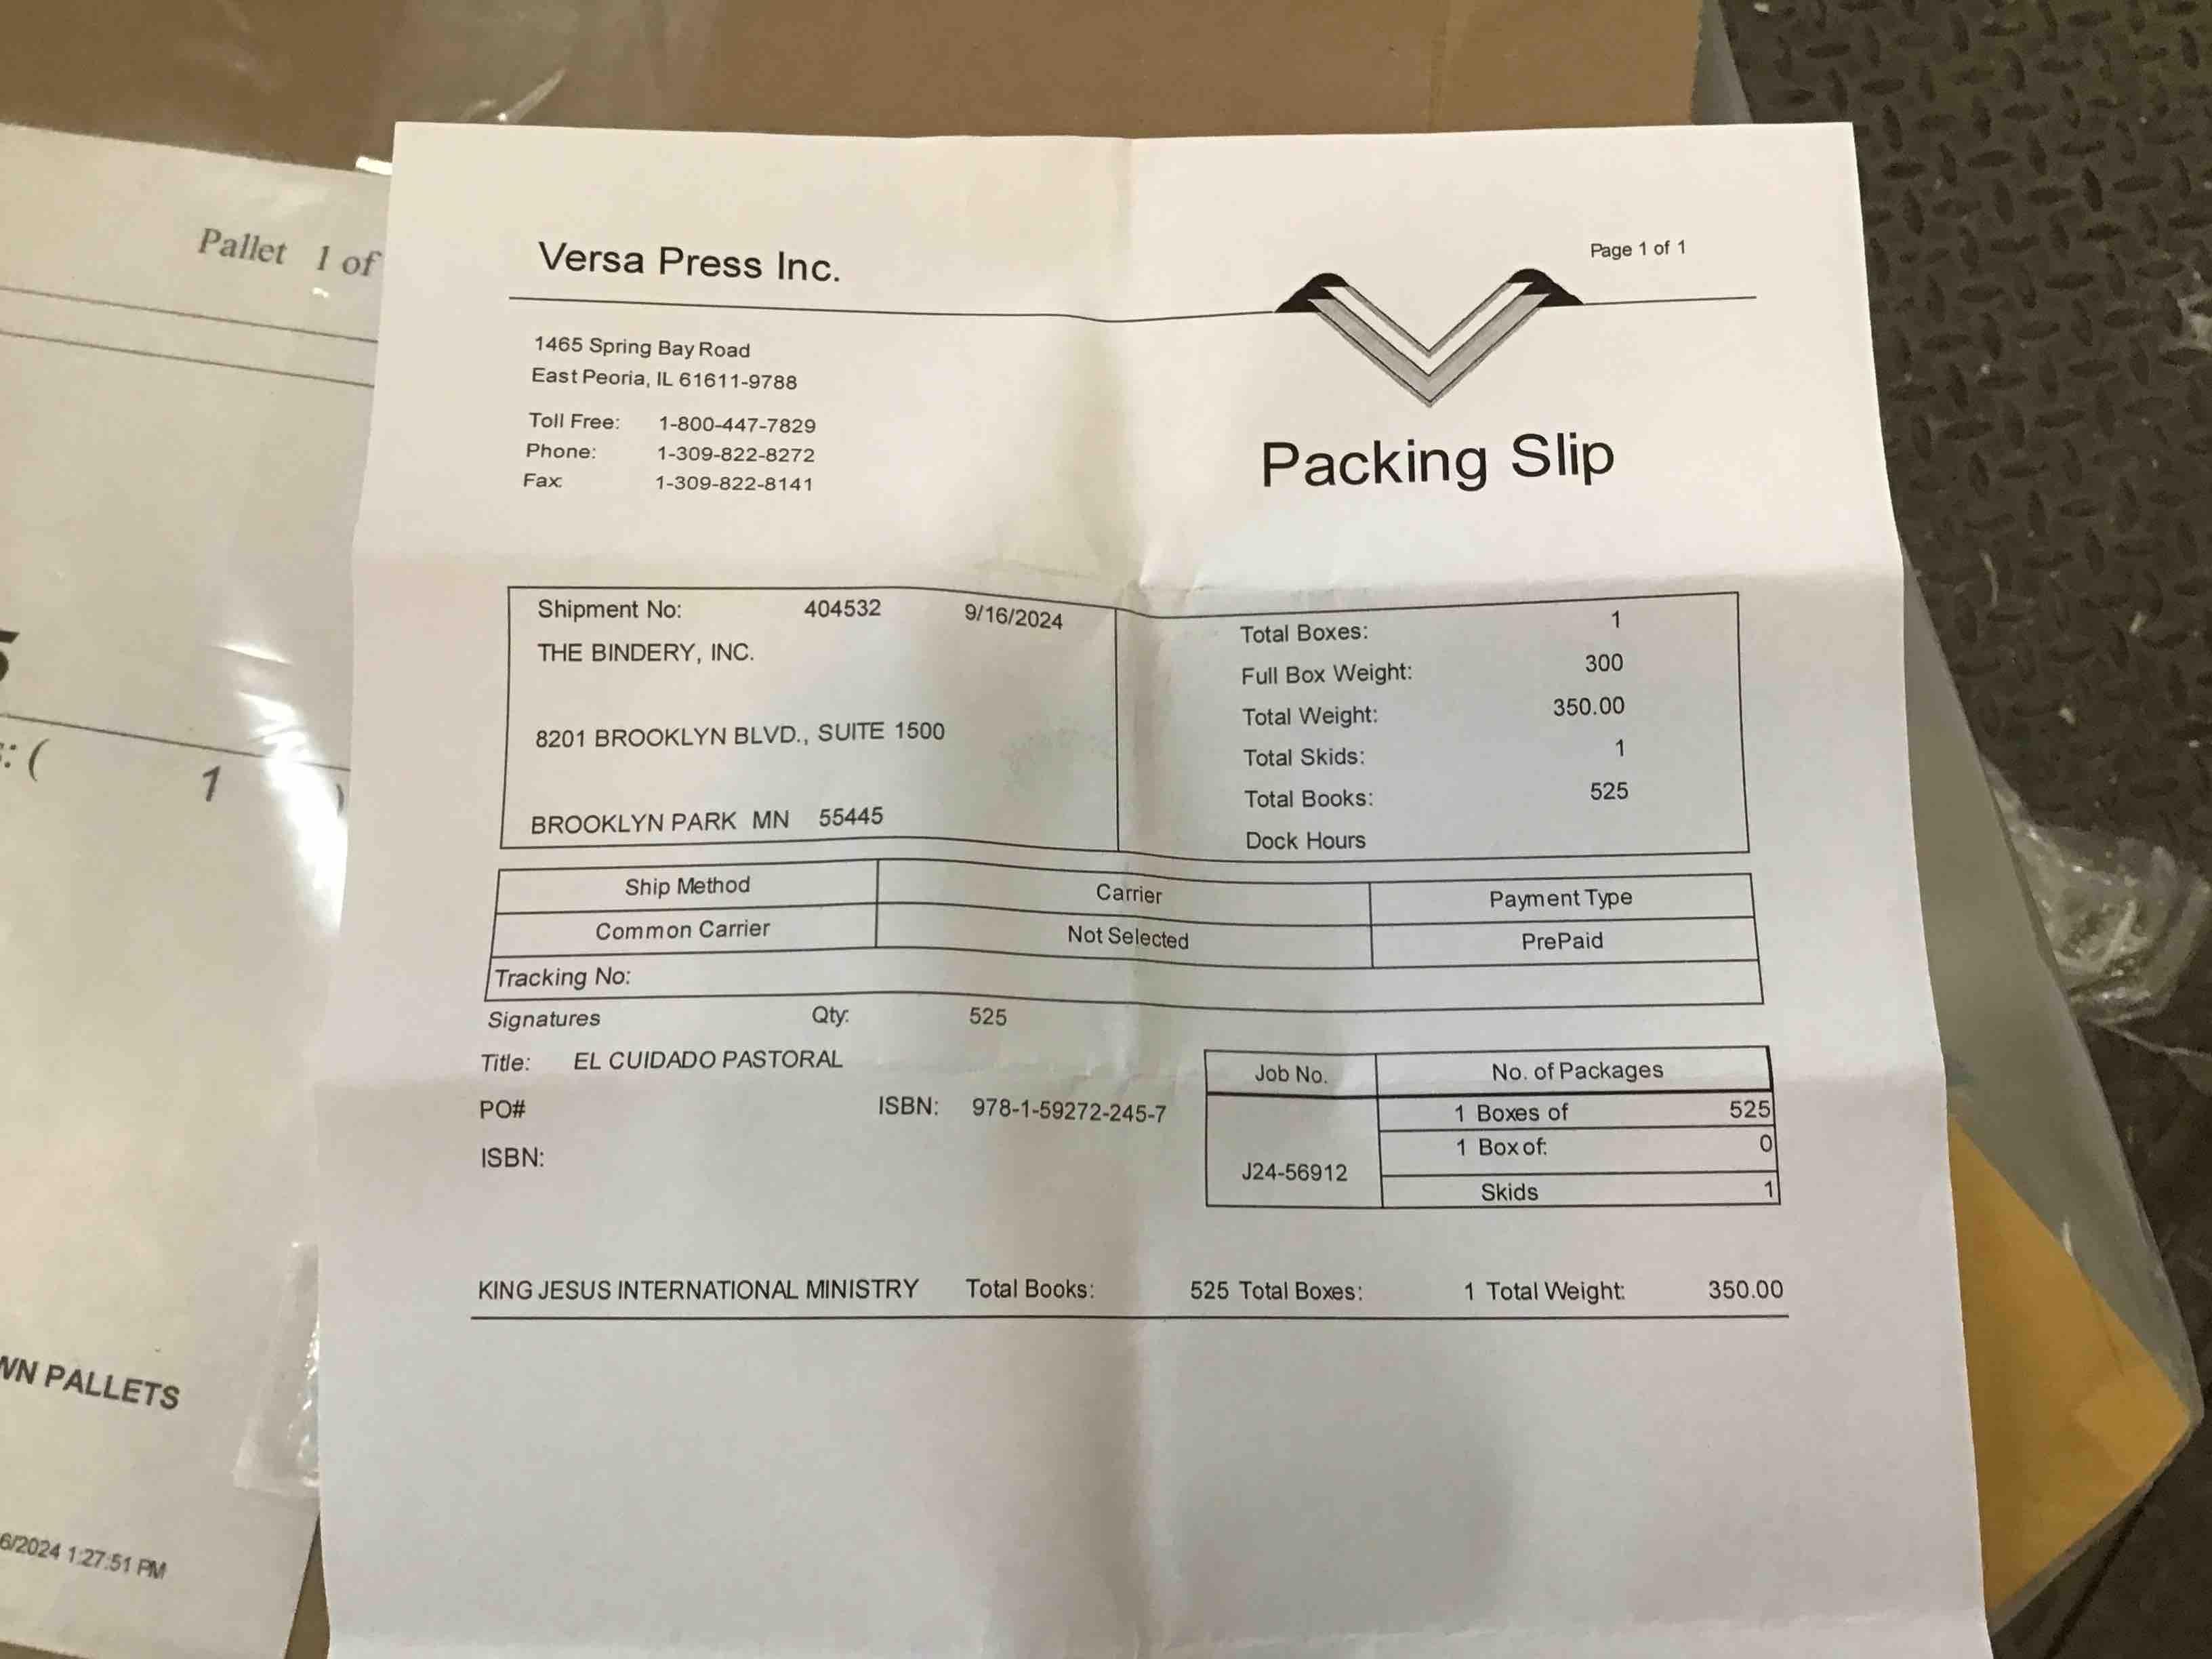 Pallet 1 of
5
s: ( 1 )
WN PALLETS
6/2024 1:27:51 PM
Versa Press Inc.
Page 1 of 1
1465 Spring Bay Road
East Peoria, IL 61611-9788
Toll Free: 1-800-447-7829
Phone: 1-309-822-8272
Fax: 1-309-822-8141
Packing Slip
Shipment No: 404532 9/16/2024
THE BINDERY, INC.
8201 BROOKLYN BLVD., SUITE 1500
BROOKLYN PARK MN 55445
Total Boxes: 1
Full Box Weight: 300
Total Weight: 350.00
Total Skids: 1
Total Books: 525
Dock Hours
Ship Method Carrier Payment Type
Common Carrier Not Selected PrePaid
Tracking No:
Signatures Qty: 525
Title: EL CUIDADO PASTORAL
PO# ISBN: 978-1-59272-245-7
ISBN:
Job No. No. of Packages
1 Boxes of 525
1 Box of: 0
J24-56912
Skids 1
KING JESUS INTERNATIONAL MINISTRY Total Books: 525 Total Boxes: 1 Total Weight: 350.00